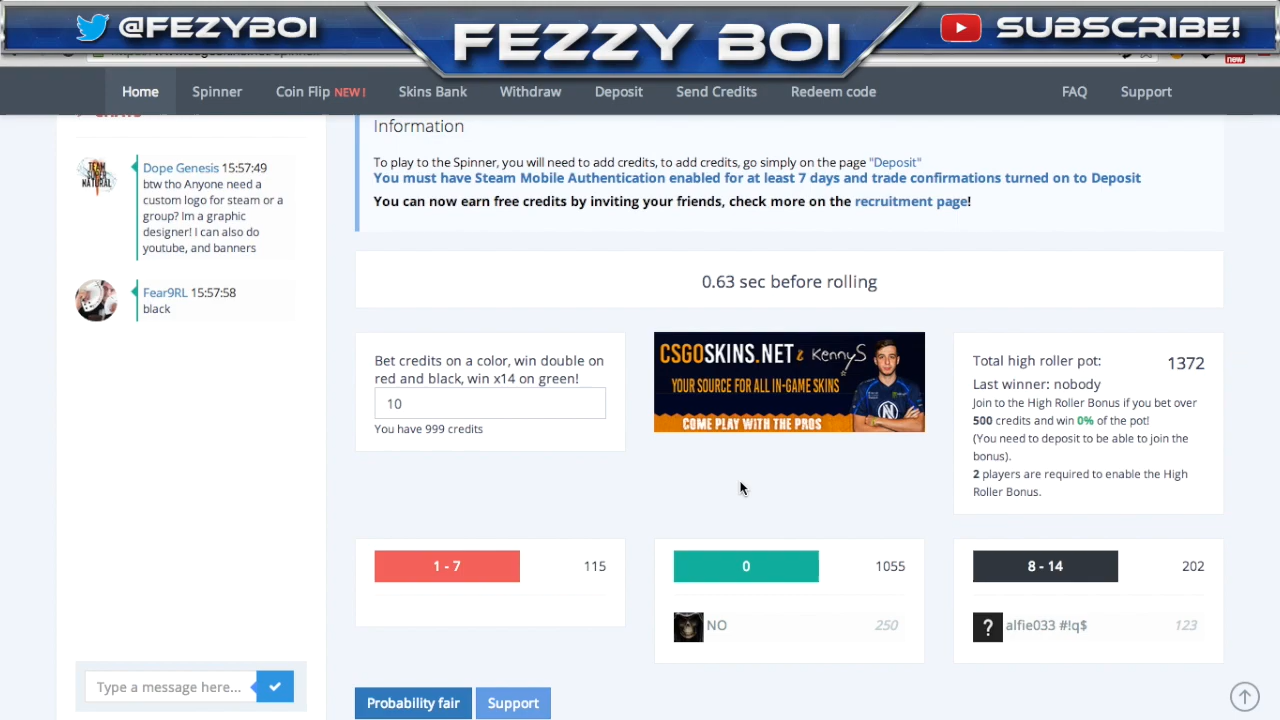 @FEZYBOI
FEZZY BOI
SUBSCRIBE!
new
Home
Spinner
Coin Flip NEW !
Skins Bank
Withdraw
Deposit
Send Credits
Redeem code
FAQ
Support
Dope Genesis 15:57:49
btw tho Anyone need a
custom logo for steam or a
group? Im a graphic
designer! I can also do
youtube, and banners
Fear9RL 15:57:58
black
Type a message here...
Information
To play to the Spinner, you will need to add credits, to add credits, go simply on the page "Deposit"
You must have Steam Mobile Authentication enabled for at least 7 days and trade confirmations turned on to Deposit
You can now earn free credits by inviting your friends, check more on the recruitment page!
0.63 sec before rolling
Bet credits on a color, win double on
red and black, win x14 on green!
10
You have 999 credits
CSGOSKINS.NET & KennyS
YOUR SOURCE FOR ALL IN-GAME SKINS
COME PLAY WITH THE PROS
Total high roller pot: 1372
Last winner: nobody
Join to the High Roller Bonus if you bet over
500 credits and win 0% of the pot!
(You need to deposit to be able to join the
bonus).
2 players are required to enable the High
Roller Bonus.
1 - 7 115
0 1055
NO 250
8 - 14 202
? alfie033 #!q$ 123
Probability fair
Support